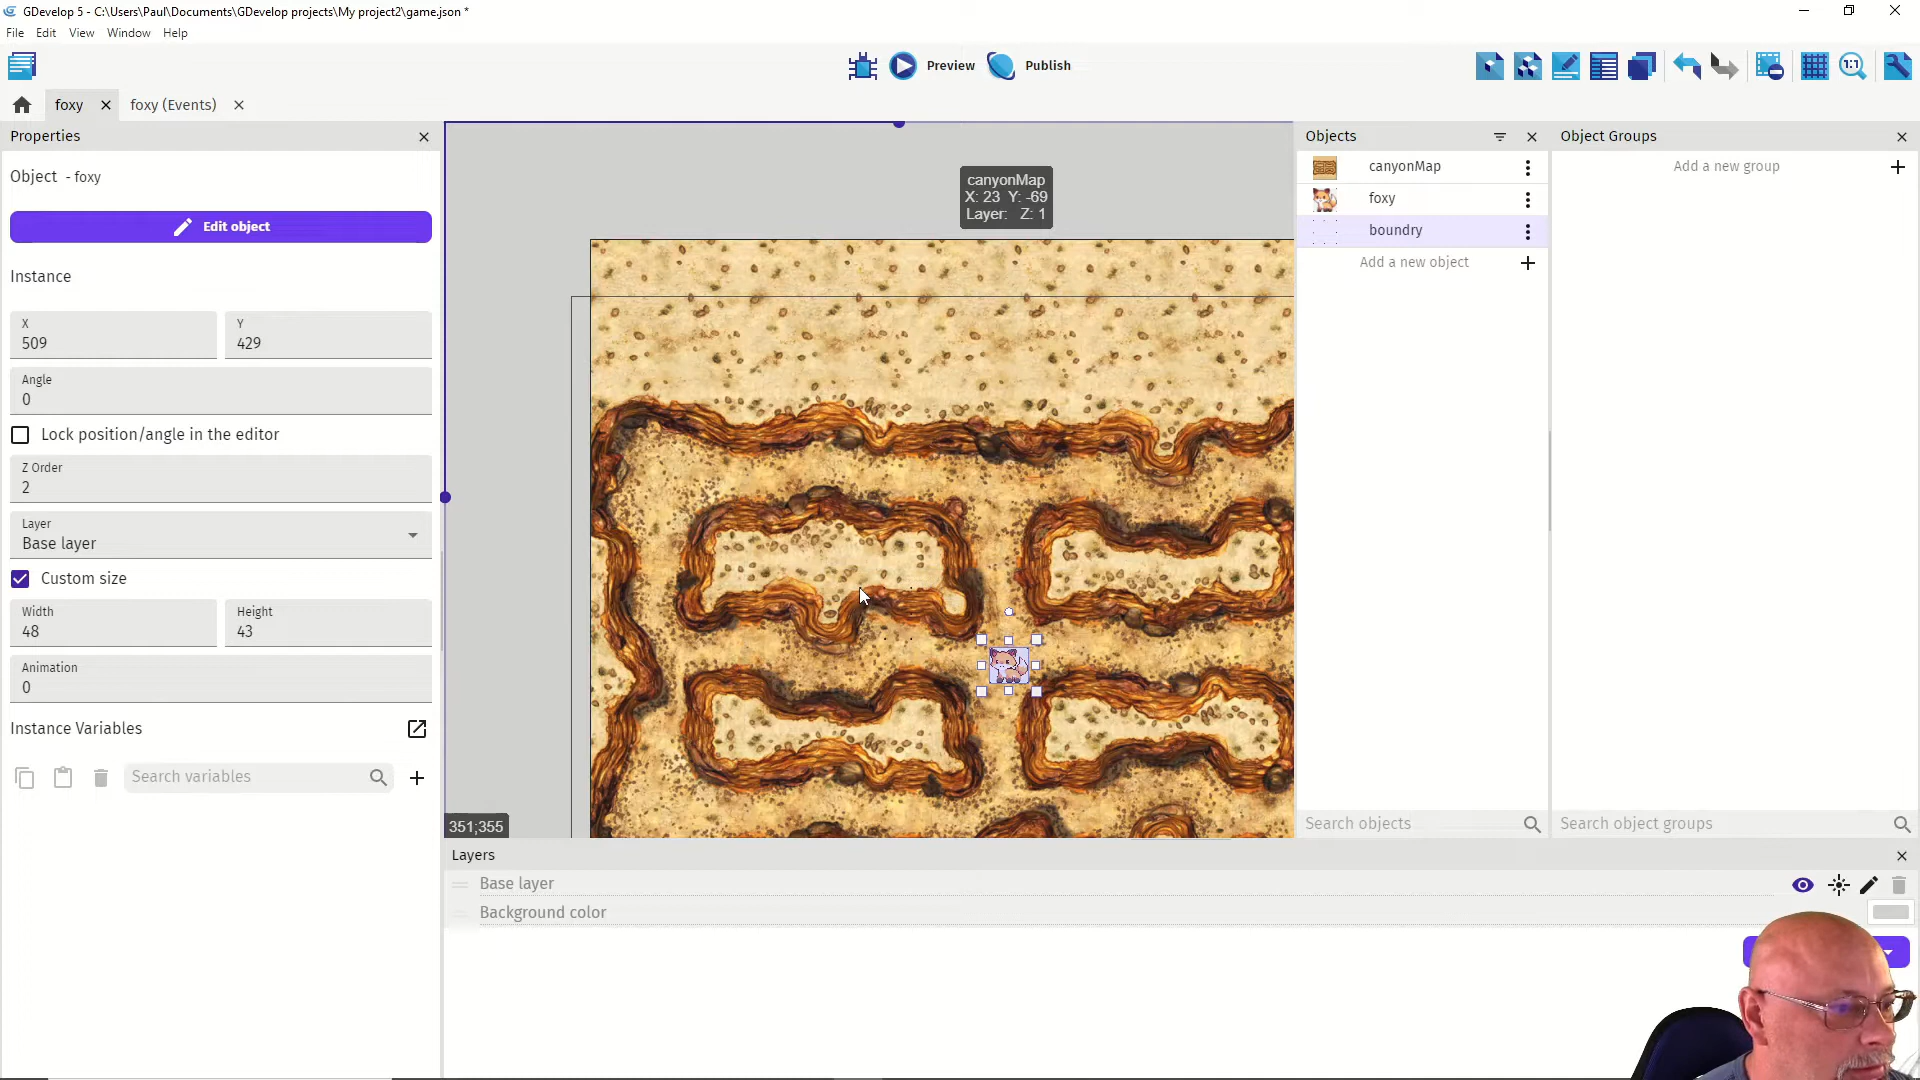 GDevelop 5 - C:\Users\Paul\Documents\GDevelop projects\My project2\game.json *
File Edit View Window Help
Preview Publish
1:1
foxy foxy (Events)
Properties
Object - foxy
Edit object
Instance
X
509
Y
429
Angle
0
Lock position/angle in the editor
Z Order
2
Layer
Base layer
Custom size
Width
48
Height
43
Animation
0
Instance Variables
Search variables
canyonMap
X: 23 Y: -69
Layer: Z: 1
351;355
Objects
canyonMap
foxy
boundry
Add a new object
Search objects
Object Groups
Add a new group
Search object groups
Layers
Base layer
Background color